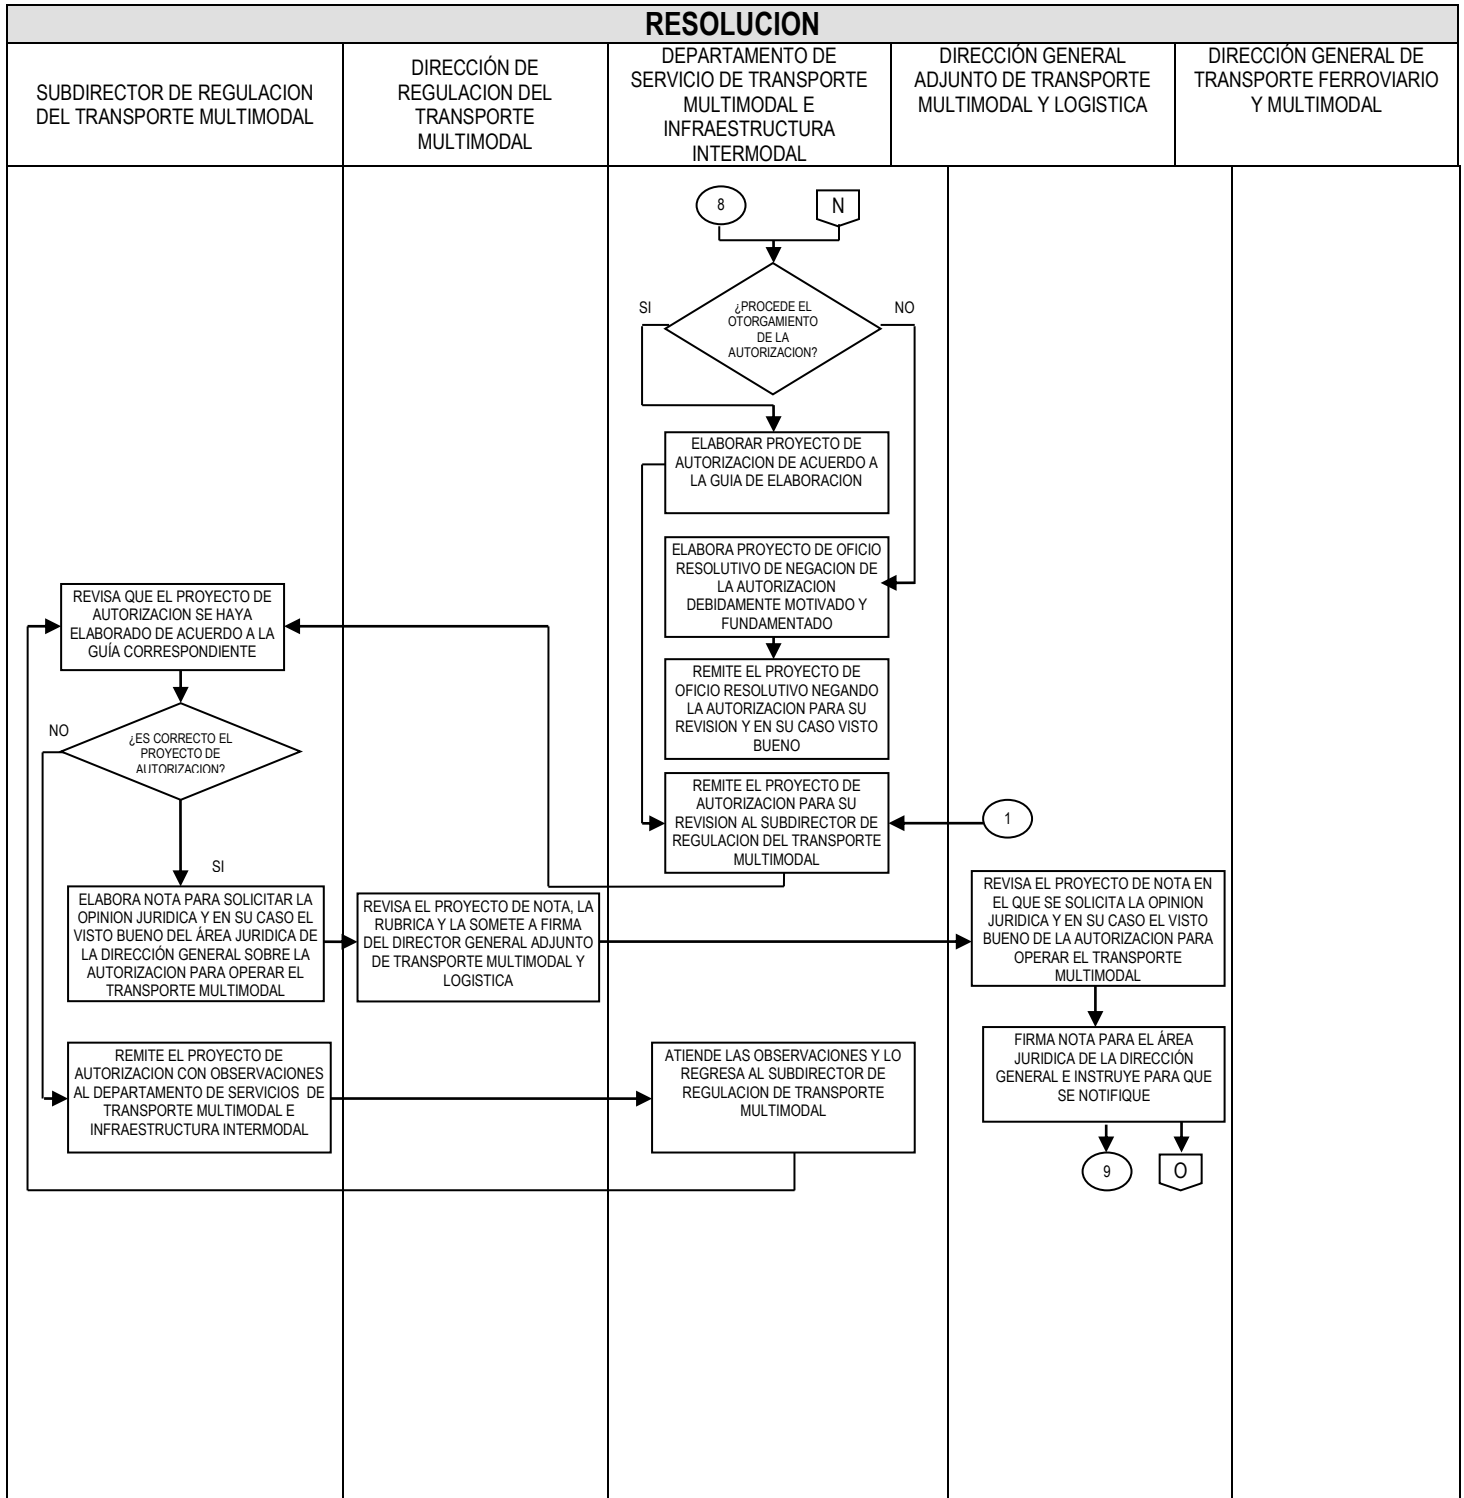 RESOLUCION
SUBDIRECTOR DE REGULACION
DEL TRANSPORTE MULTIMODAL
DIRECCIÓN DE
REGULACION DEL
TRANSPORTE
MULTIMODAL
DEPARTAMENTO DE
SERVICIO DE TRANSPORTE
MULTIMODAL E
INFRAESTRUCTURA
INTERMODAL
DIRECCIÓN GENERAL
ADJUNTO DE TRANSPORTE
MULTIMODAL Y LOGISTICA
DIRECCIÓN GENERAL DE
TRANSPORTE FERROVIARIO
Y MULTIMODAL
8
N
¿PROCEDE EL
OTORGAMIENTO
DE LA
AUTORIZACION?
SI
NO
ELABORAR PROYECTO DE
AUTORIZACION DE ACUERDO A
LA GUIA DE ELABORACION
ELABORA PROYECTO DE OFICIO
RESOLUTIVO DE NEGACION DE
LA AUTORIZACION
DEBIDAMENTE MOTIVADO Y
FUNDAMENTADO
REVISA QUE EL PROYECTO DE
AUTORIZACION SE HAYA
ELABORADO DE ACUERDO A LA
GUÍA CORRESPONDIENTE
REMITE EL PROYECTO DE
OFICIO RESOLUTIVO NEGANDO
LA AUTORIZACION PARA SU
REVISION Y EN SU CASO VISTO
BUENO
NO
¿ES CORRECTO EL
PROYECTO DE
AUTORIZACION?
SI
REMITE EL PROYECTO DE
AUTORIZACION PARA SU
REVISION AL SUBDIRECTOR DE
REGULACION DEL TRANSPORTE
MULTIMODAL
1
ELABORA NOTA PARA SOLICITAR LA
OPINION JURIDICA Y EN SU CASO EL
VISTO BUENO DEL ÁREA JURIDICA DE
LA DIRECCIÓN GENERAL SOBRE LA
AUTORIZACION PARA OPERAR EL
TRANSPORTE MULTIMODAL
REVISA EL PROYECTO DE NOTA, LA
RUBRICA Y LA SOMETE A FIRMA
DEL DIRECTOR GENERAL ADJUNTO
DE TRANSPORTE MULTIMODAL Y
LOGISTICA
REVISA EL PROYECTO DE NOTA EN
EL QUE SE SOLICITA LA OPINION
JURIDICA Y EN SU CASO EL VISTO
BUENO DE LA AUTORIZACION PARA
OPERAR EL TRANSPORTE
MULTIMODAL
REMITE EL PROYECTO DE
AUTORIZACION CON OBSERVACIONES
AL DEPARTAMENTO DE SERVICIOS DE
TRANSPORTE MULTIMODAL E
INFRAESTRUCTURA INTERMODAL
ATIENDE LAS OBSERVACIONES Y LO
REGRESA AL SUBDIRECTOR DE
REGULACION DE TRANSPORTE
MULTIMODAL
FIRMA NOTA PARA EL ÁREA
JURIDICA DE LA DIRECCIÓN
GENERAL E INSTRUYE PARA QUE
SE NOTIFIQUE
9
O